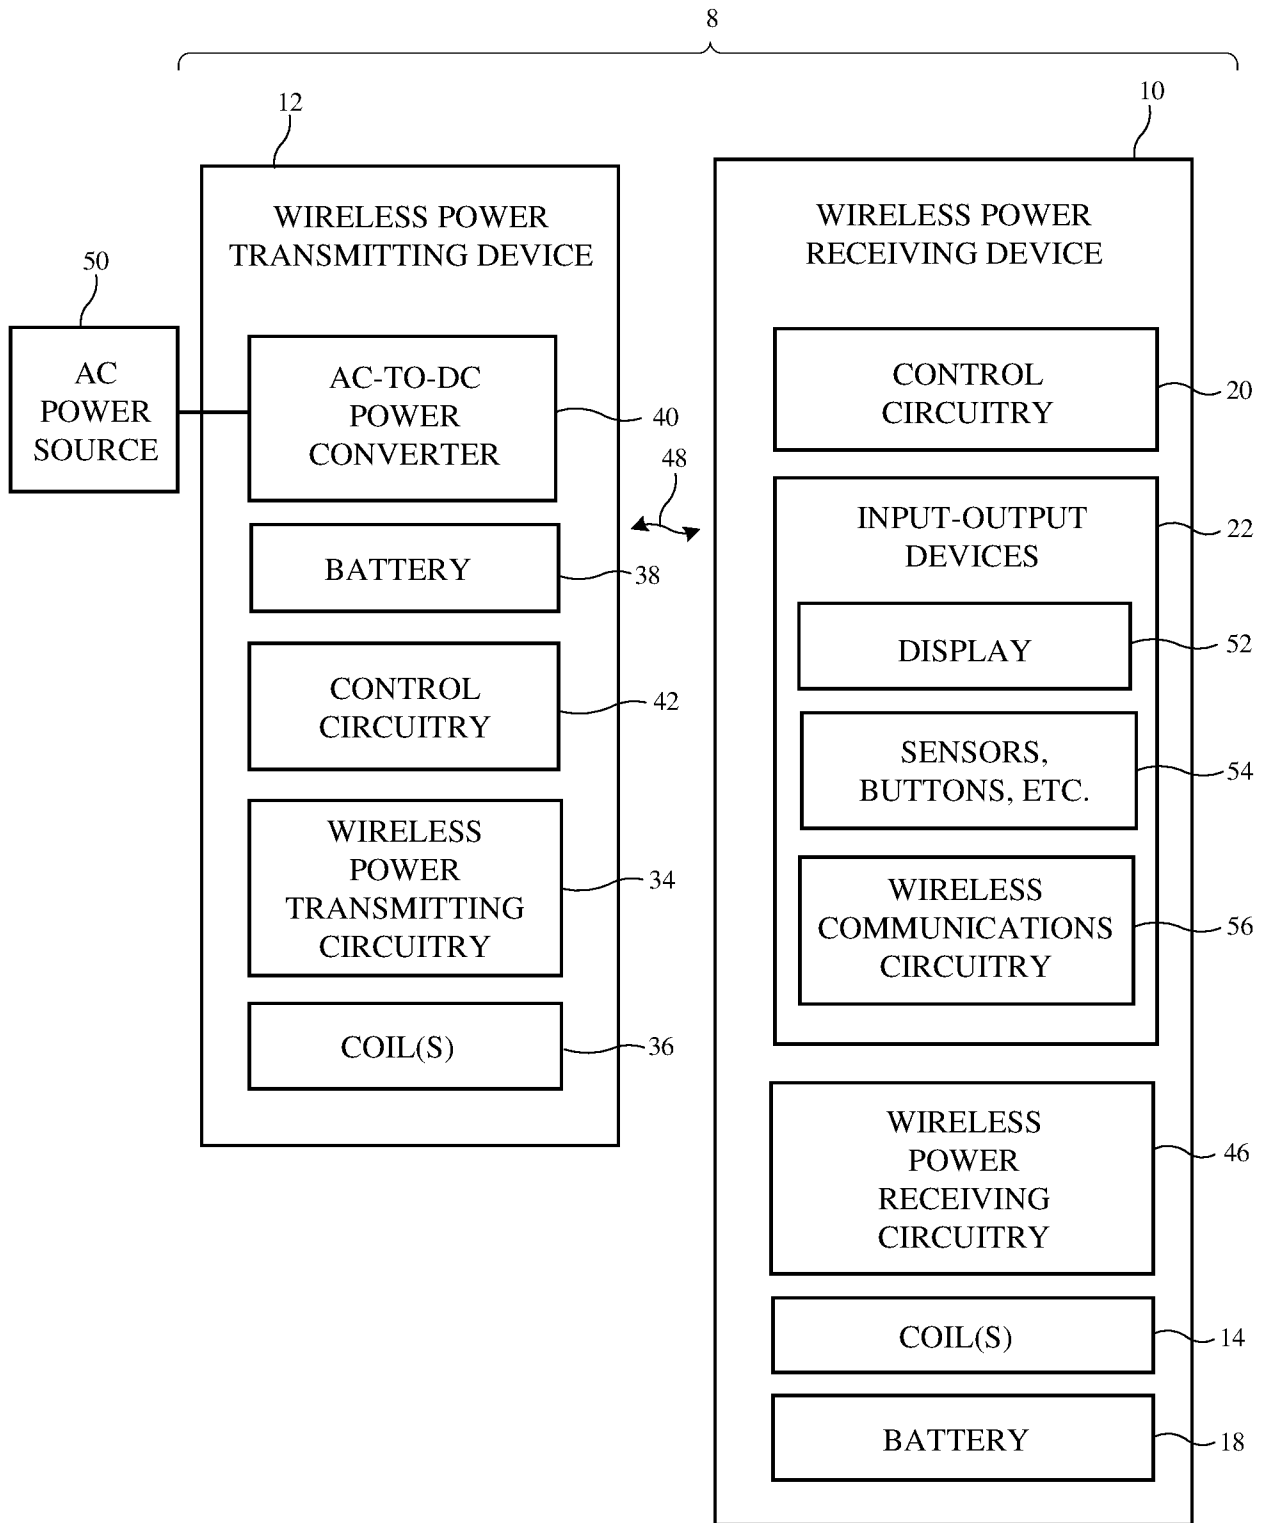 8
12
WIRELESS POWER
TRANSMITTING DEVICE
50
AC
POWER
SOURCE
AC-TO-DC
POWER
CONVERTER
40
48
BATTERY
38
CONTROL
CIRCUITRY
42
WIRELESS
POWER
TRANSMITTING
CIRCUITRY
34
COIL(S)
36
10
WIRELESS POWER
RECEIVING DEVICE
CONTROL
CIRCUITRY
20
INPUT-OUTPUT
DEVICES
22
DISPLAY
52
SENSORS,
BUTTONS, ETC.
54
WIRELESS
COMMUNICATIONS
CIRCUITRY
56
WIRELESS
POWER
RECEIVING
CIRCUITRY
46
COIL(S)
14
BATTERY
18